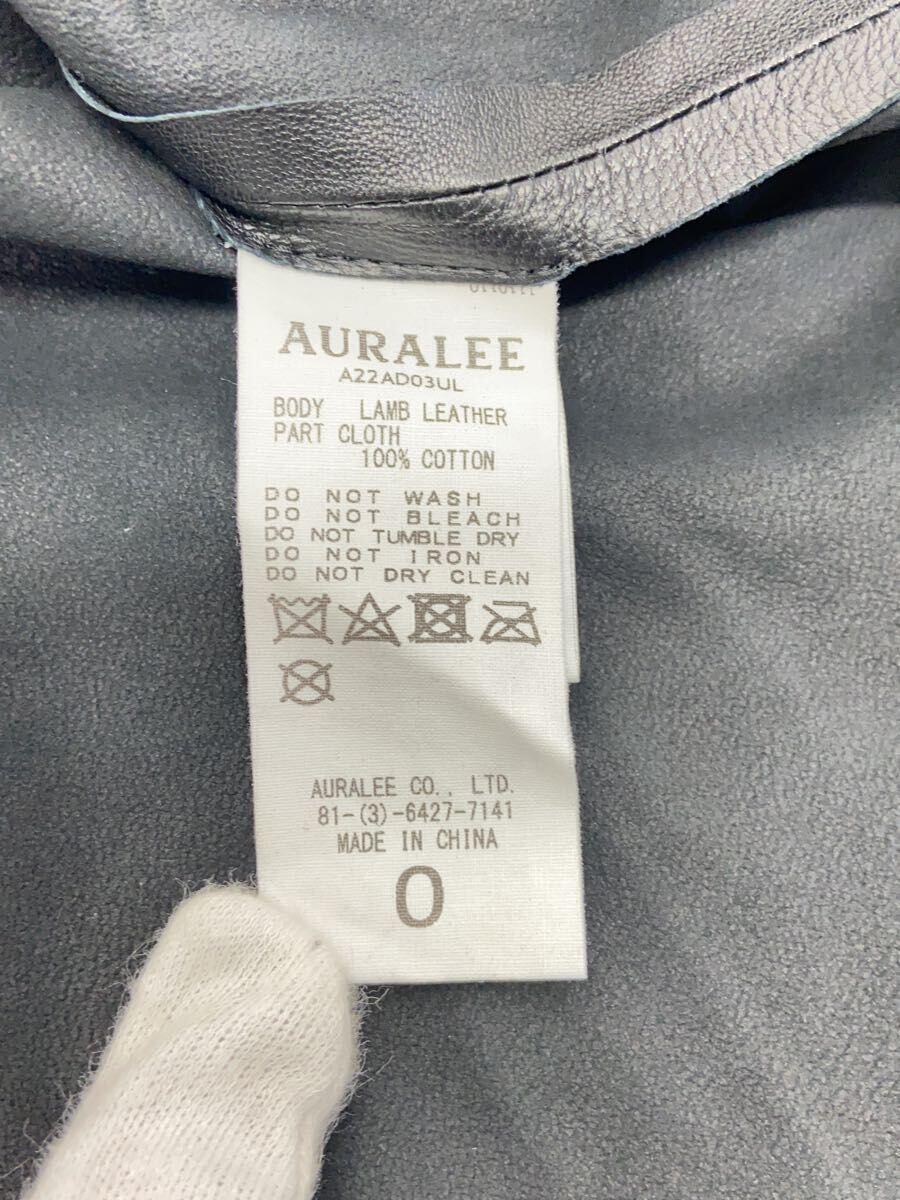 AURALEE
A22AD03UL
BODY LAMB LEATHER
PART CLOTH
100% COTTON
DO NOT WASH
DO NOT BLEACH
DO NOT TUMBLE DRY
DO NOT IRON
DO NOT DRY CLEAN
AURALEE CO., LTD.
81-(3)-6427-7141
MADE IN CHINA
0